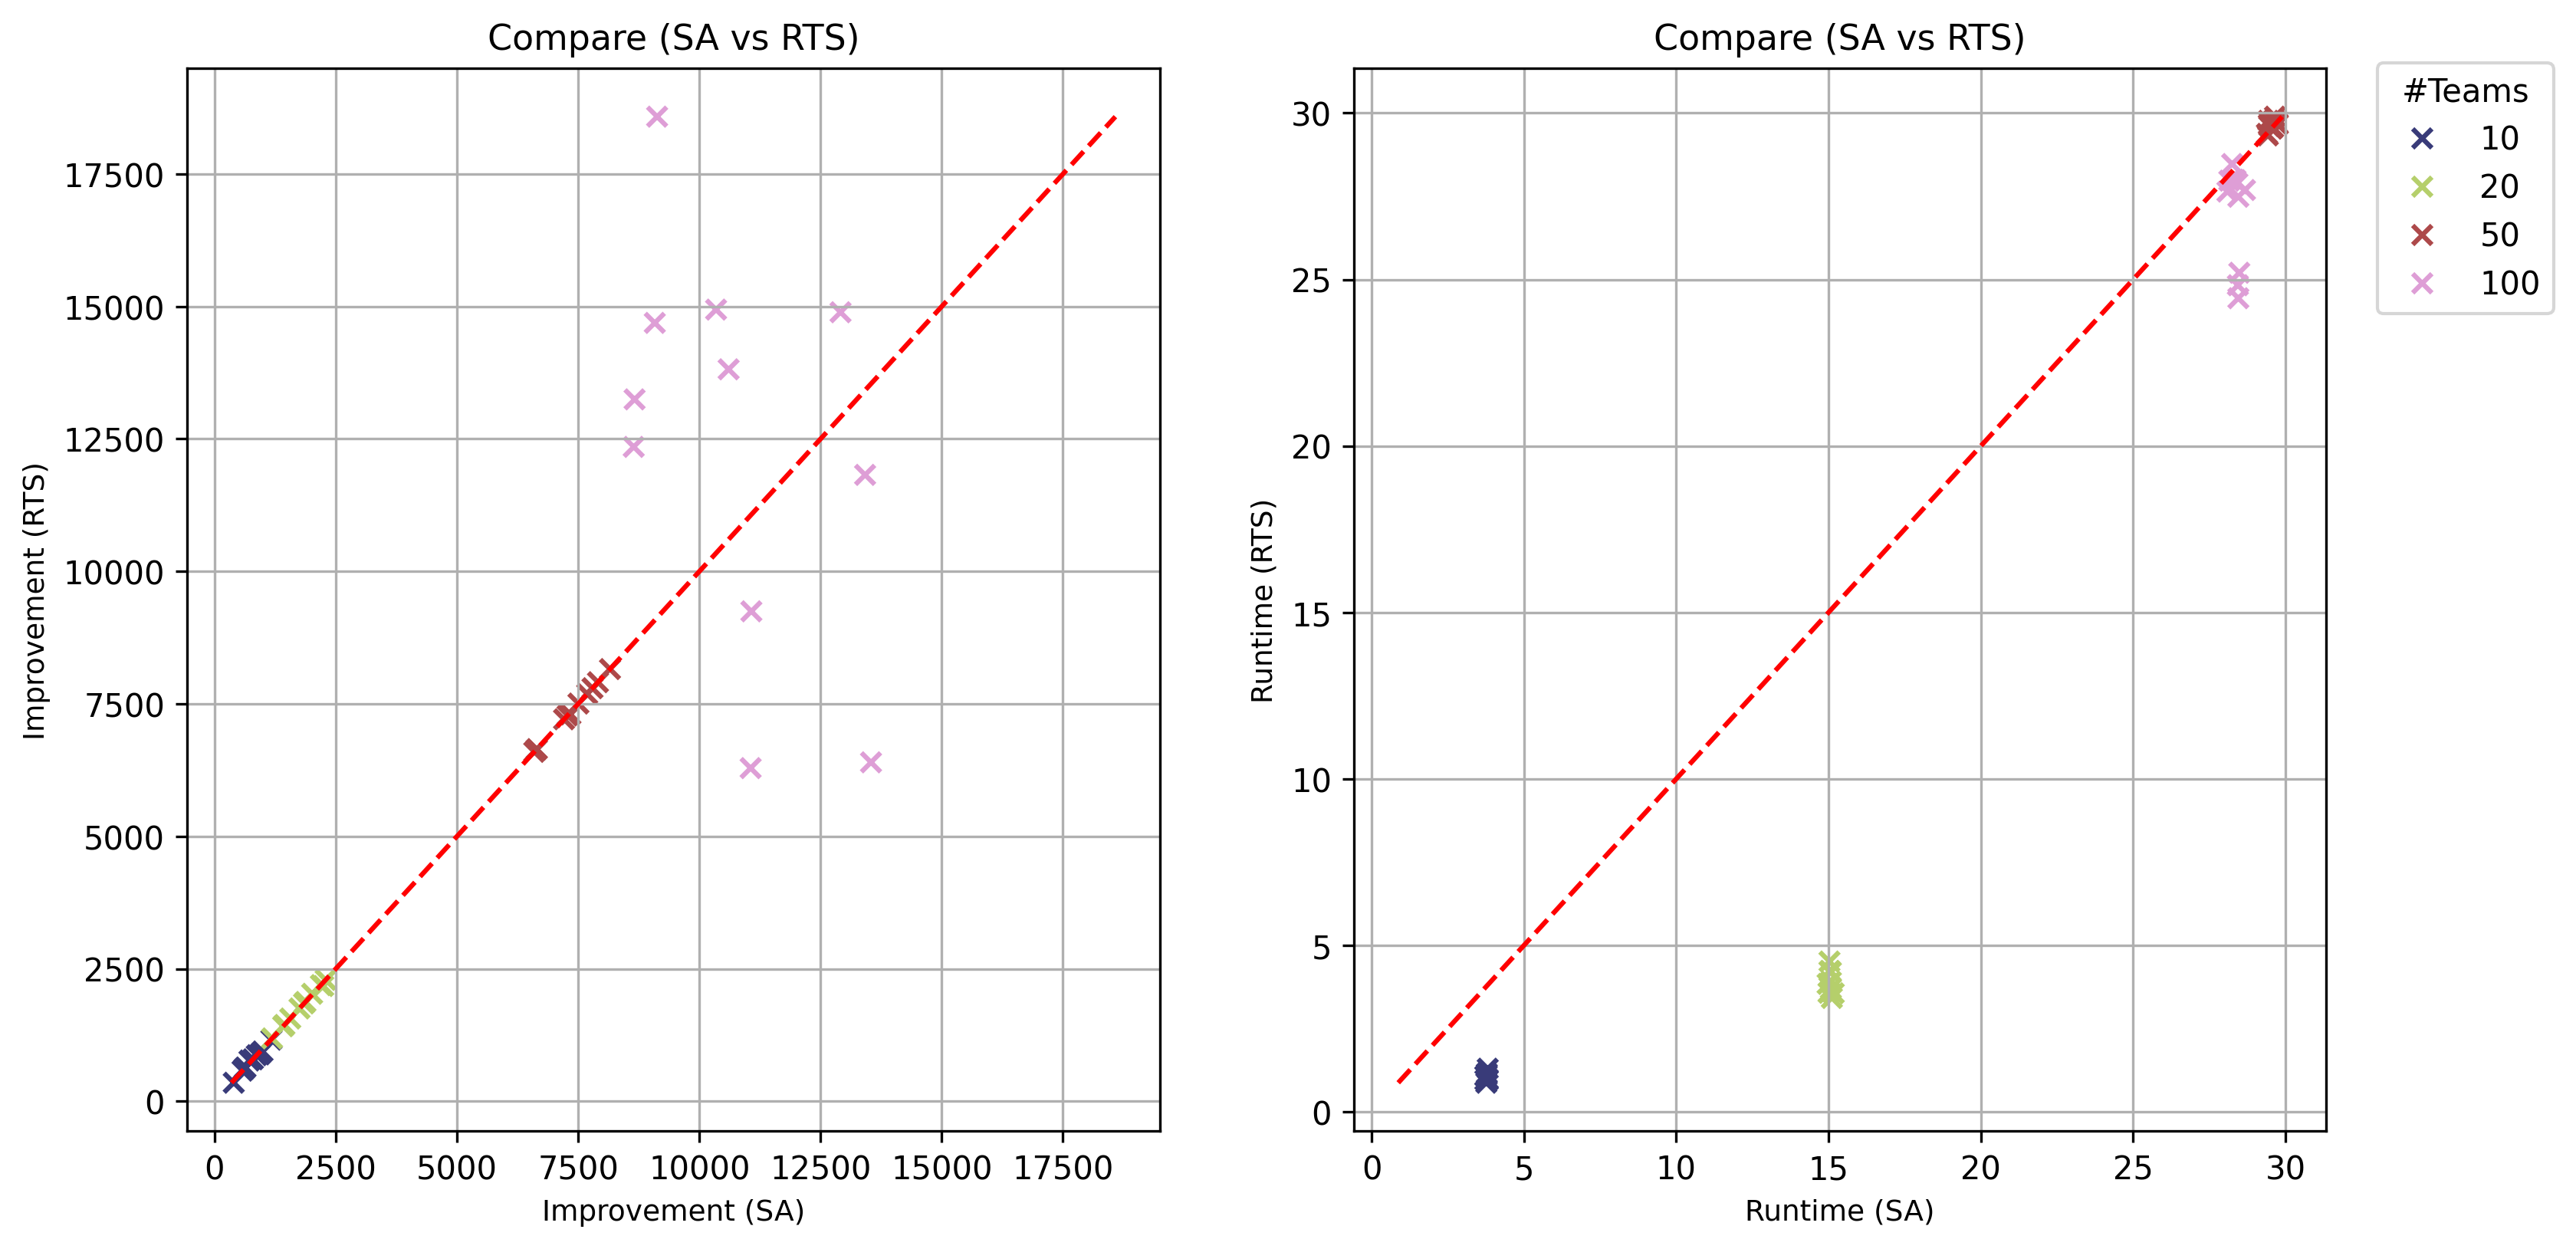 Compare (SA vs RTS)
Improvement (RTS)
17500
15000
12500
10000
7500
5000
2500
0
0 2500 5000 7500 10000 12500 15000 17500
Improvement (SA)
Compare (SA vs RTS)
Runtime (RTS)
30
25
20
15
10
5
0
0 5 10 15 20 25 30
Runtime (SA)
#Teams
10
20
50
100